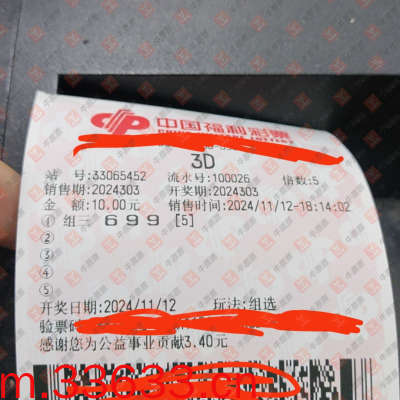 中国福利彩票
3D
站 号:33065452 流水号:100026 倍数:5
销售期:2024303 开奖期:2024303
金 额:10.00元 销售时间:2024/11/12-18:14:02
① 组三 699 [5]
②
③
④
⑤
开奖日期:2024/11/12 玩法:组选
验票码
感谢您为公益事业贡献3.40元